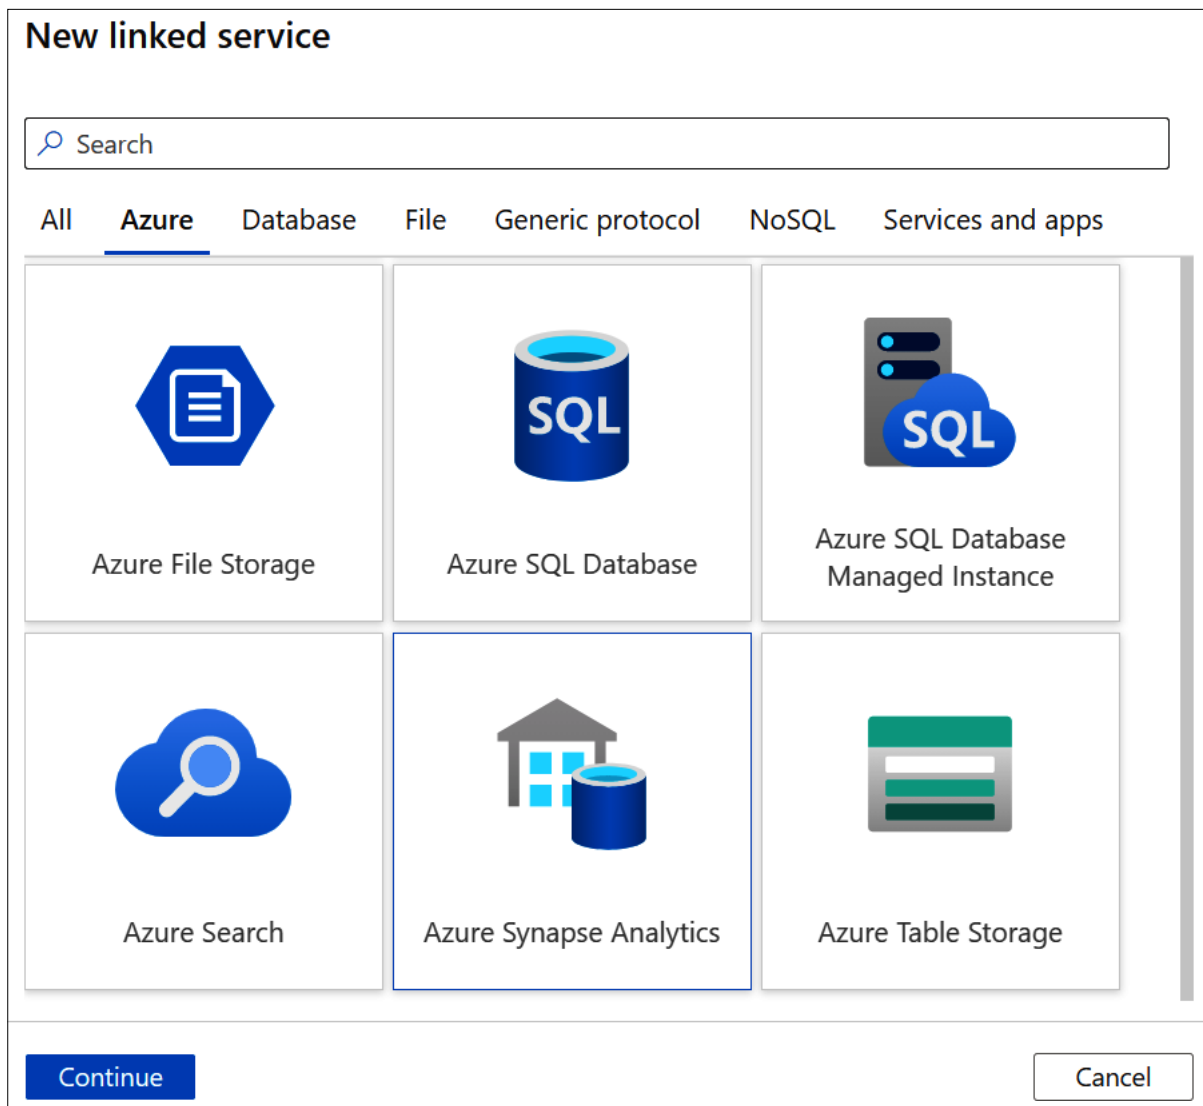 New linked service
Search
All Azure Database File Generic protocol NoSQL Services and apps
SQL
SQL
Azure File Storage
Azure SQL Database
Azure SQL Database
Managed Instance
Azure Search
Azure Synapse Analytics
Azure Table Storage
Continue
Cancel